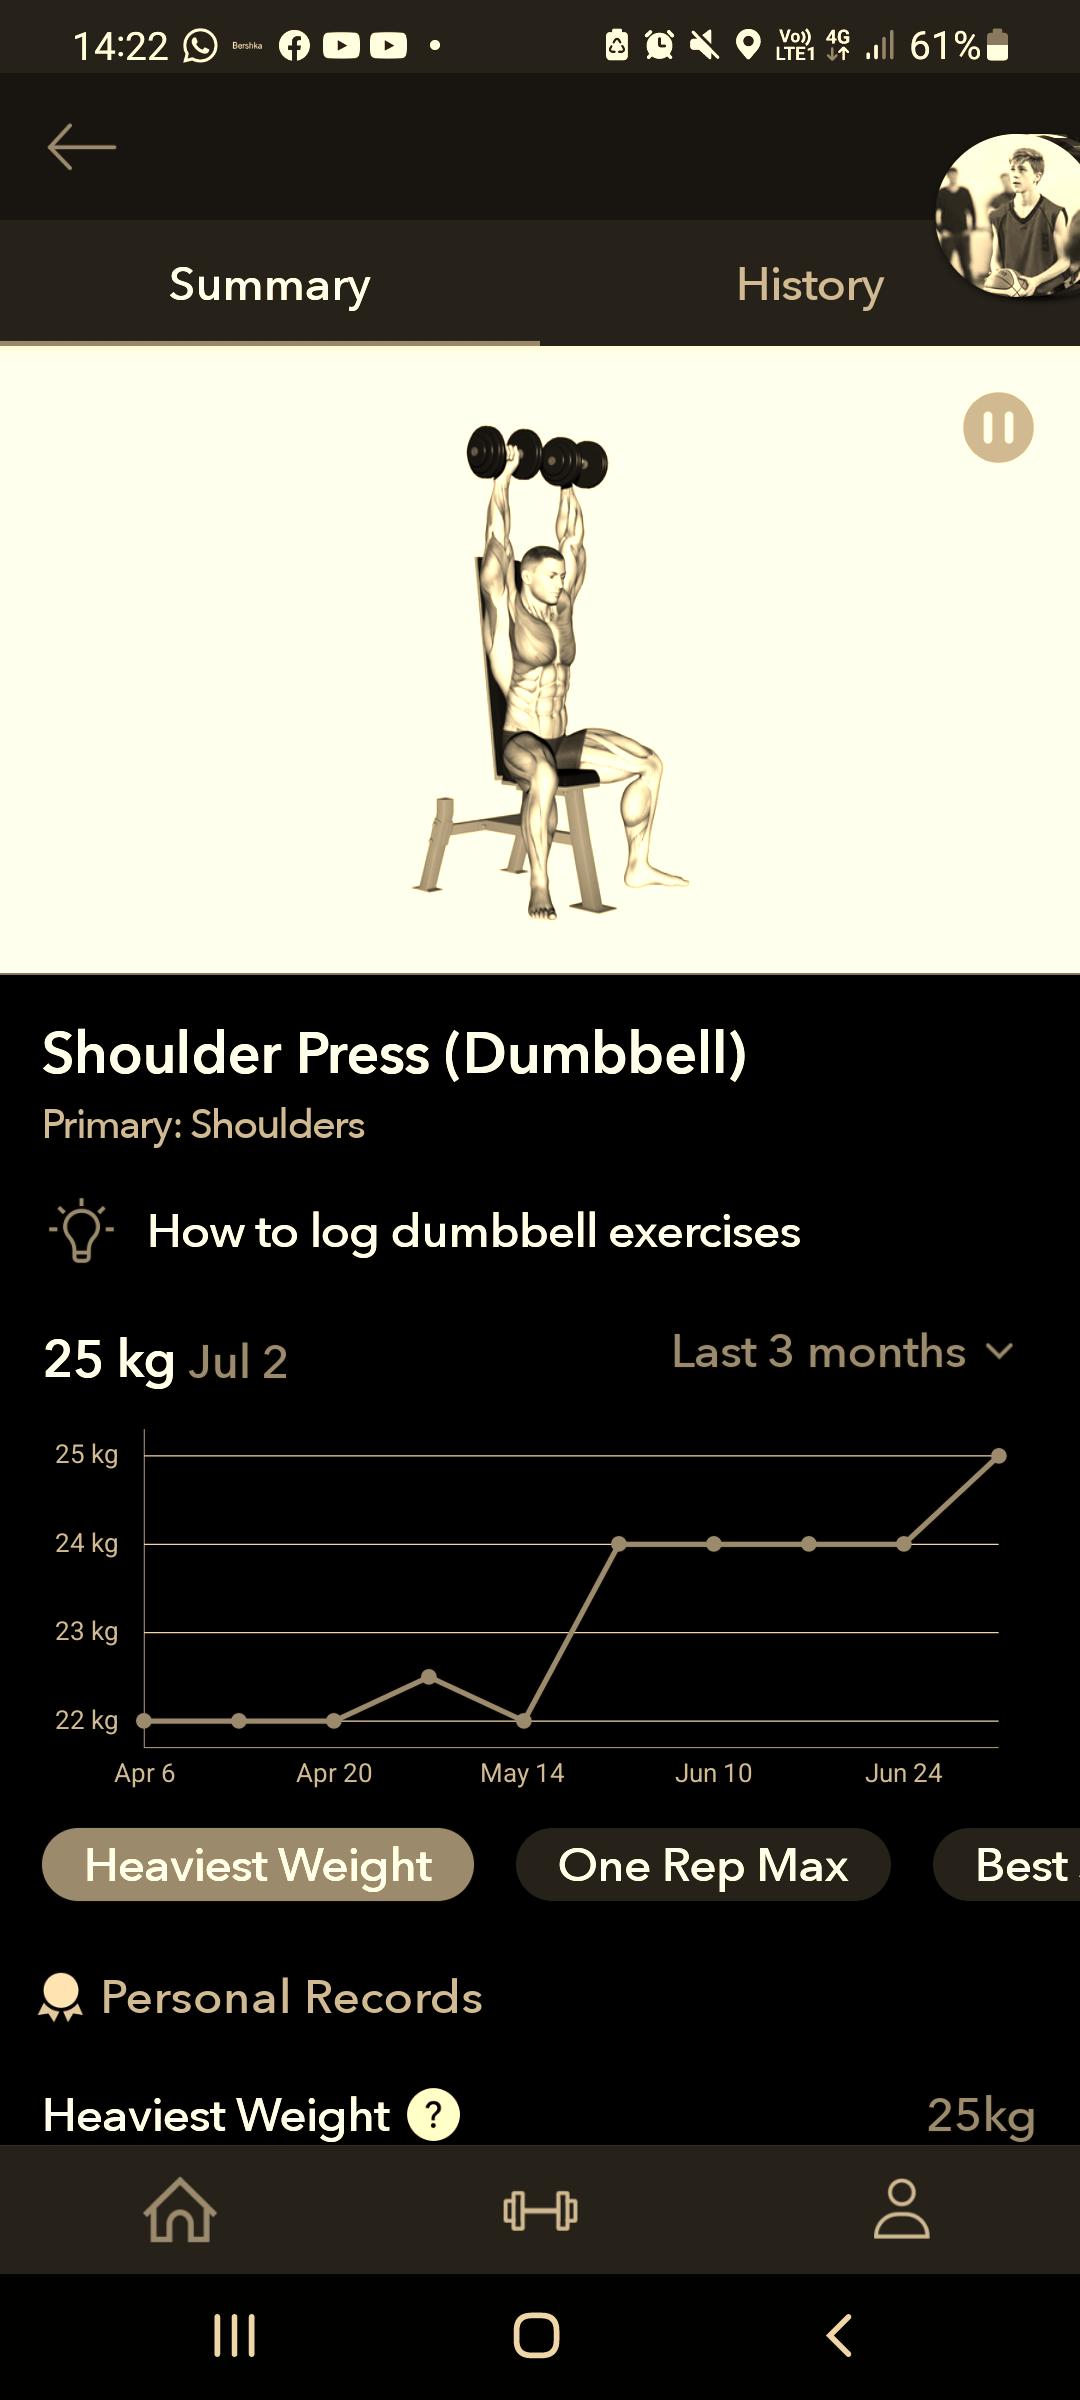 14:22 Bershka Vo)) LTE1 4G 61%
Summary History
Shoulder Press (Dumbbell)
Primary: Shoulders
How to log dumbbell exercises
25 kg Jul 2 Last 3 months
25 kg
24 kg
23 kg
22 kg
Apr 6 Apr 20 May 14 Jun 10 Jun 24
Heaviest Weight One Rep Max Best
Personal Records
Heaviest Weight ? 25kg